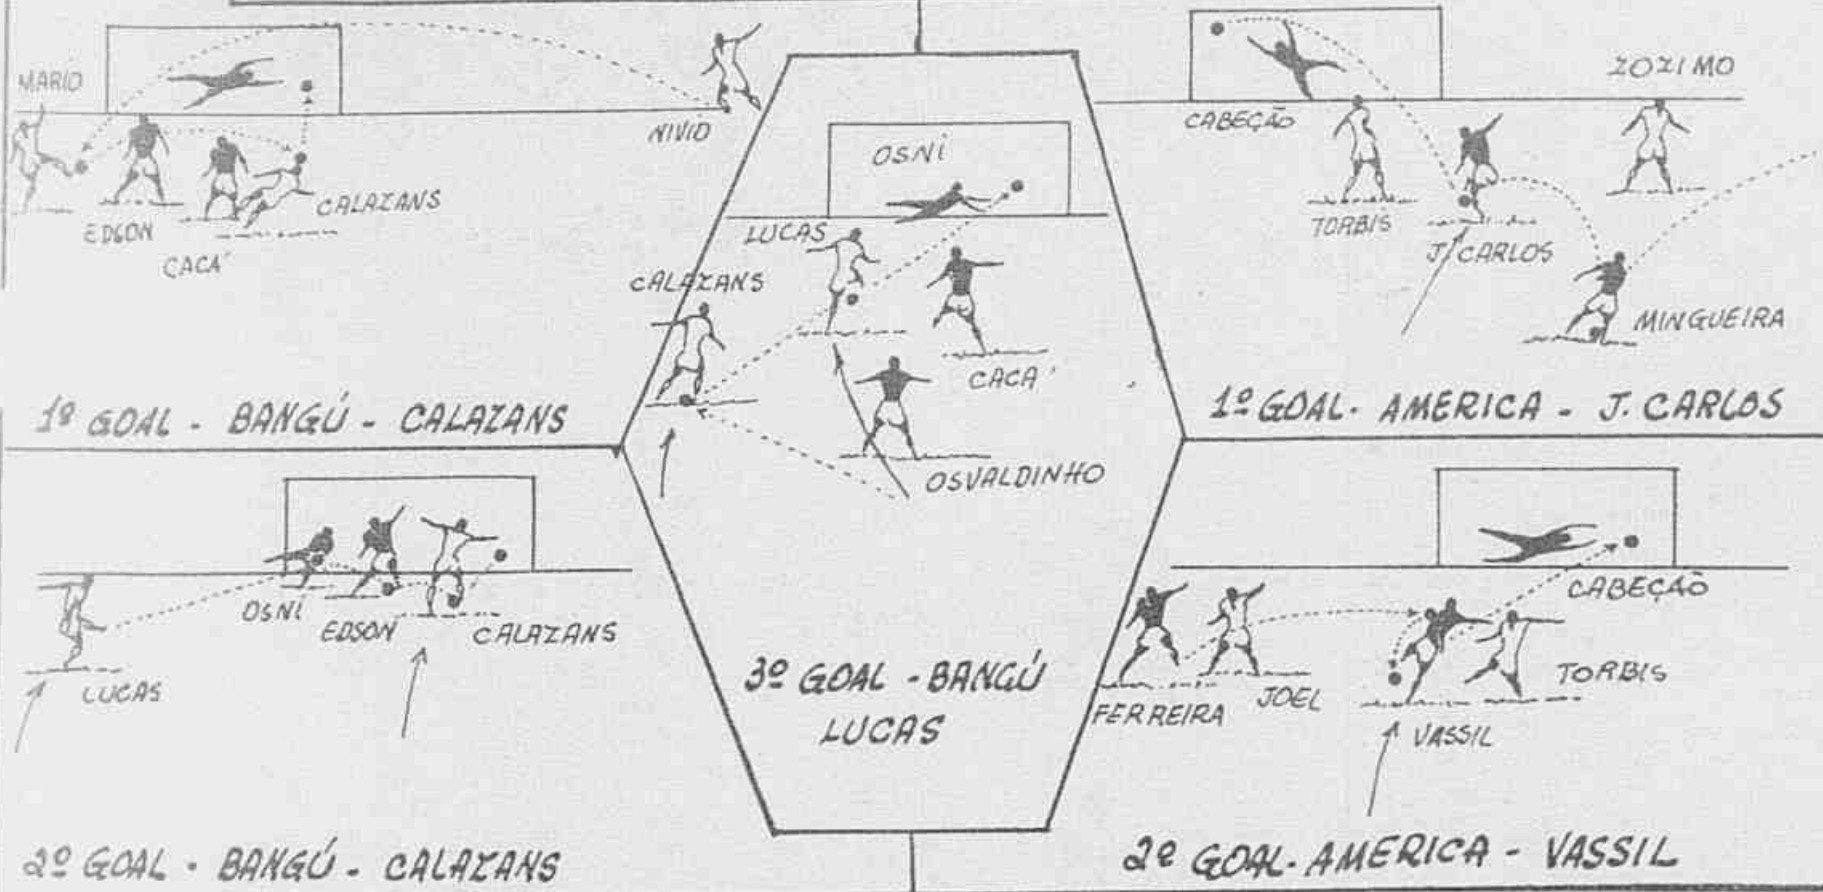 MARIO
NIVIO
EDSON
CACÁ
CALAZANS
1º GOAL - BANGÚ - CALAZANS
OSNI
LUCAS
CALAZANS
CACA'
OSVALDINHO
3º GOAL - BANGÚ
LUCAS
ZOZIMO
CABEÇÃO
TORBIS
J. CARLOS
MINGUEIRA
1º GOAL - AMERICA - J. CARLOS
OSNI
EDSON
CALAZANS
LUCAS
2º GOAL - BANGÚ - CALAZANS
CABEÇÃO
TORBIS
JOEL
FERREIRA
VASSIL
2º GOAL - AMERICA - VASSIL